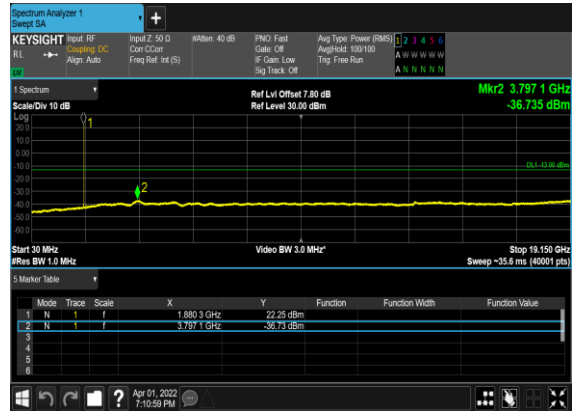 Spectrum Analyzer 1
Swept SA
+
KEYSIGHT Input: RF Input Z: 50 Ω #Atten: 40 dB PNO: Fast Avg Type: Power (RMS) 1 2 3 4 5 6
RL Coupling: DC Corr CCorr Gate: Off Avg|Hold: 100/100 A W W W W W
Align: Auto Freq Ref: Int (S) IF Gain: Low Trig: Free Run
Sig Track: Off A N N N N N
LW
1 Spectrum Ref Lvl Offset 7.80 dB Mkr2 3.797 1 GHz
Scale/Div 10 dB Ref Level 30.00 dBm -36.735 dBm
Log
1
20.0
10.0
0.00
-10.0 DL1 -13.00 dBm
-20.0
-30.0 2
-40.0
-50.0
-60.0
Start 30 MHz Video BW 3.0 MHz* Stop 19.150 GHz
#Res BW 1.0 MHz Sweep ~35.6 ms (40001 pts)
5 Marker Table
Mode Trace Scale X Y Function Function Width Function Value
1 N 1 f 1.880 3 GHz 22.25 dBm
2 N 1 f 3.797 1 GHz -36.73 dBm
3
4
5
6
? Apr 01, 2022
7:10:59 PM